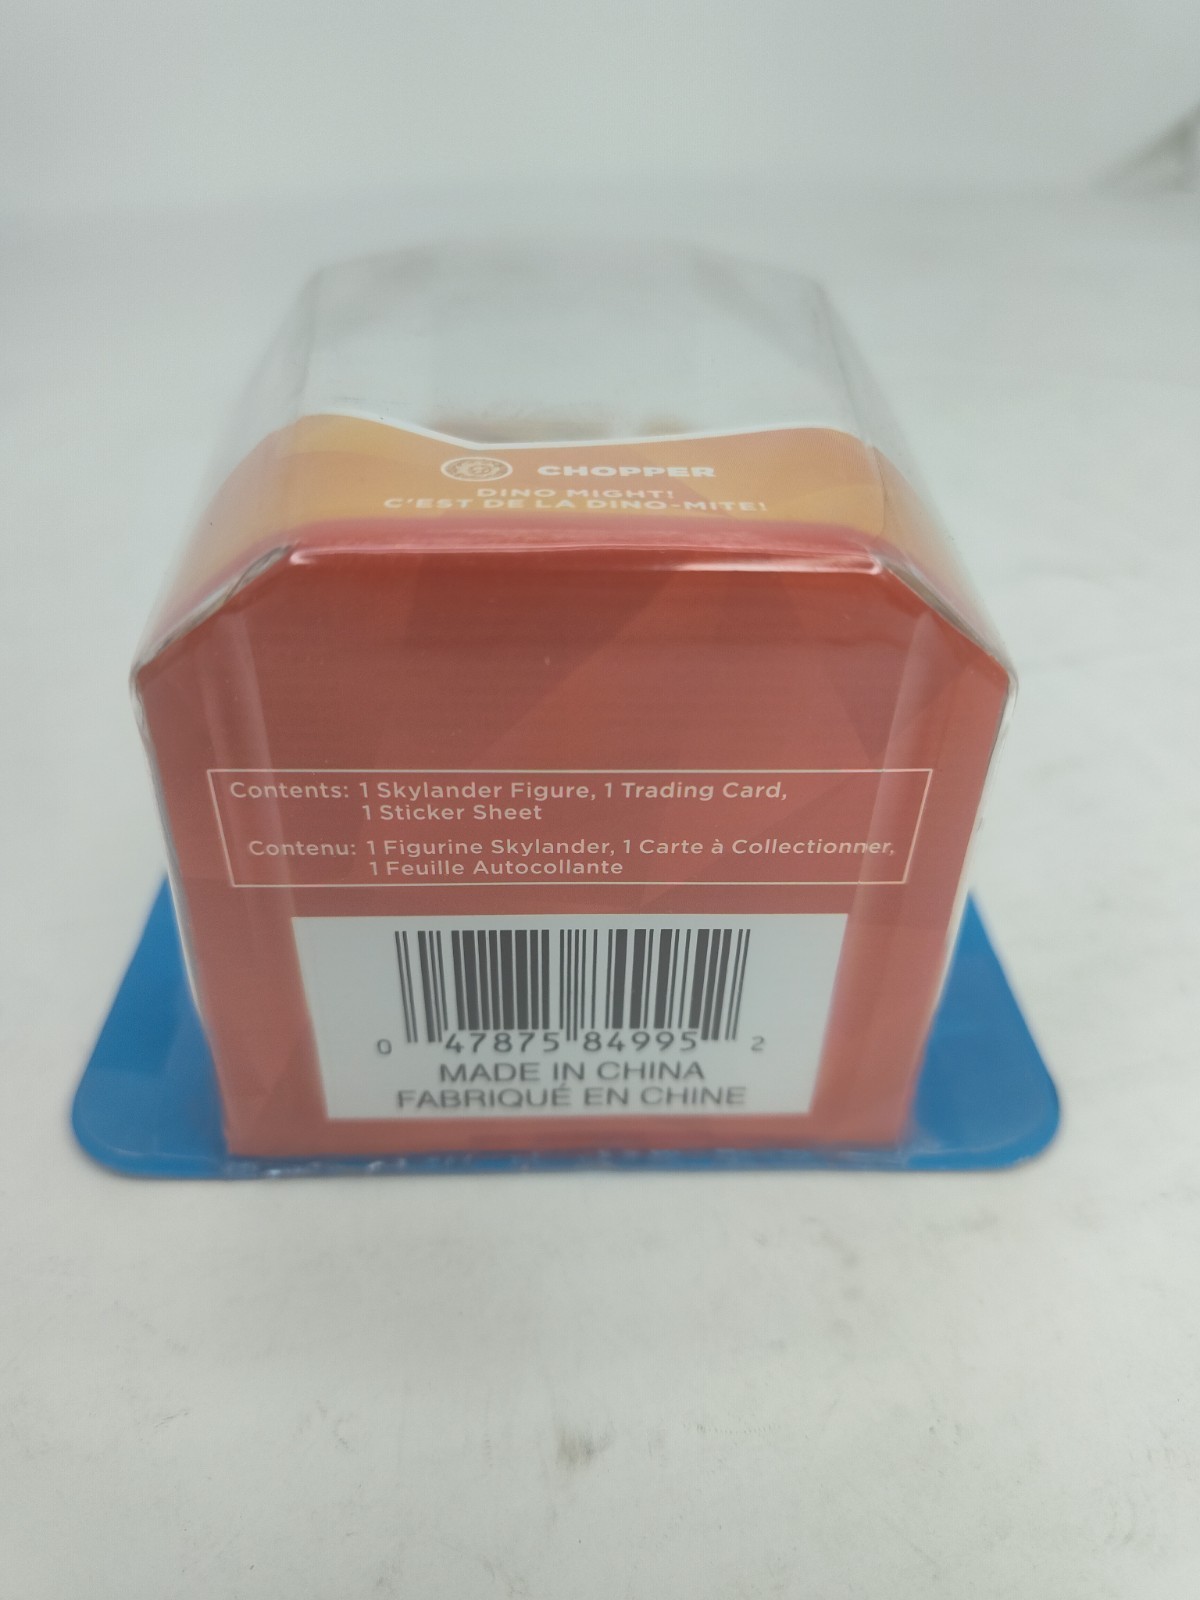 CHOPPER
DINO MIGHT!
C'EST DE LA DINO-MITE!
Contents: 1 Skylander Figure, 1 Trading Card,
1 Sticker Sheet
Contenu: 1 Figurine Skylander, 1 Carte à Collectionner,
1 Feuille Autocollante
0 47875 84995 2
MADE IN CHINA
FABRIQUÉ EN CHINE